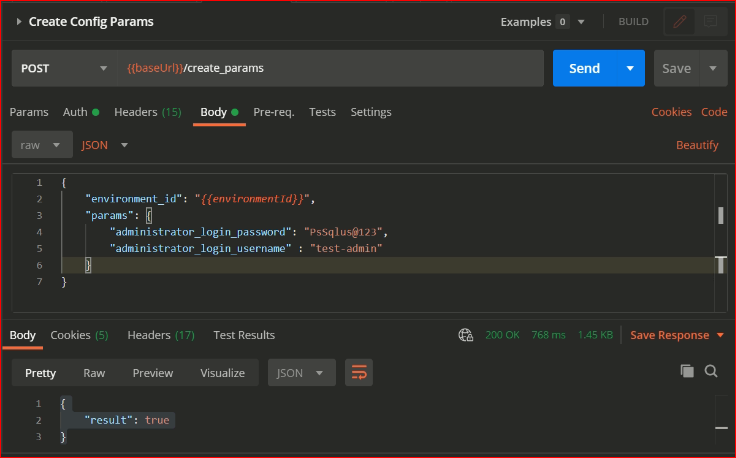 Create Config Params Examples 0 BUILD
POST {{baseUrl}}/create_params Send Save
Params Auth Headers (15) Body Pre-req. Tests Settings Cookies Code
raw JSON Beautify
1 {
2 "environment_id": "{{environmentId}}",
3 "params": {
4 "administrator_login_password": "PsSqlus@123",
5 "administrator_login_username" : "test-admin"
6 }
7 }
Body Cookies (5) Headers (17) Test Results 200 OK 768 ms 1.45 KB Save Response
Pretty Raw Preview Visualize JSON
1 {
2 "result": true
3 }